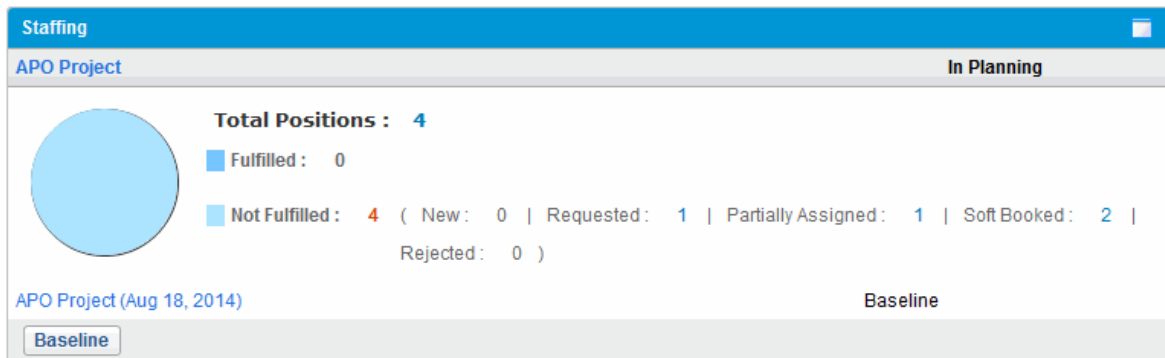 Staffing
APO Project In Planning
Total Positions : 4
Fulfilled : 0
Not Fulfilled : 4 ( New : 0 | Requested : 1 | Partially Assigned : 1 | Soft Booked : 2 |
Rejected : 0 )
APO Project (Aug 18, 2014) Baseline
Baseline